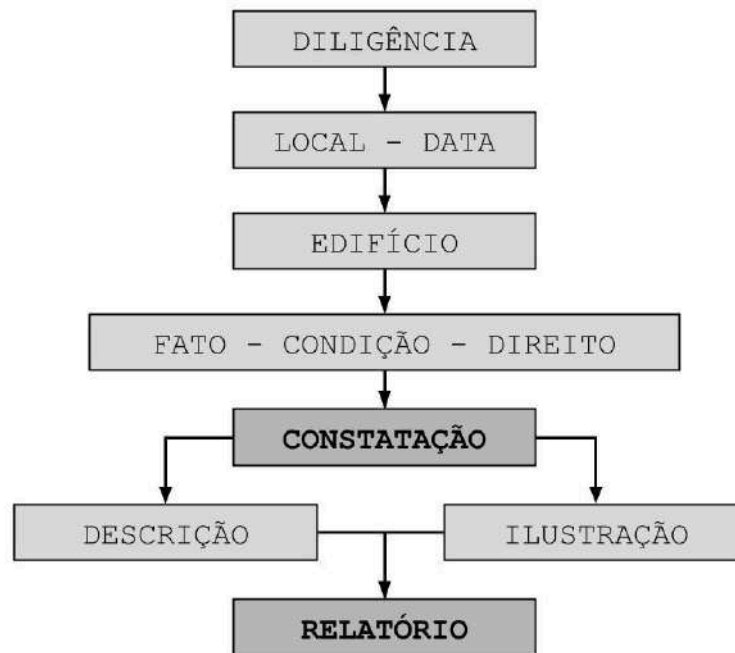 DILIGÊNCIA
LOCAL - DATA
EDIFÍCIO
FATO - CONDIÇÃO - DIREITO
CONSTATAÇÃO
DESCRIÇÃO
ILUSTRAÇÃO
RELATÓRIO